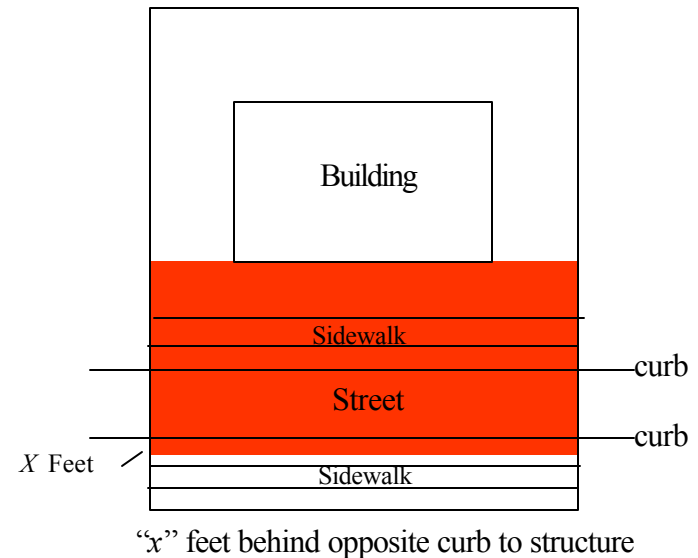 Building
Sidewalk
curb
Street
curb
X Feet
Sidewalk
“x” feet behind opposite curb to structure